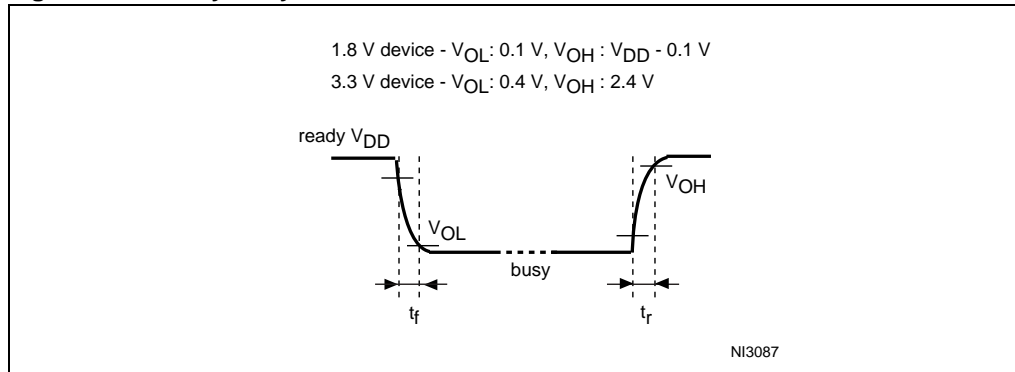 1.8 V device - VOL: 0.1 V, VOH : VDD - 0.1 V
3.3 V device - VOL: 0.4 V, VOH : 2.4 V
ready VDD
VOH
VOL
busy
tf
tr
NI3087